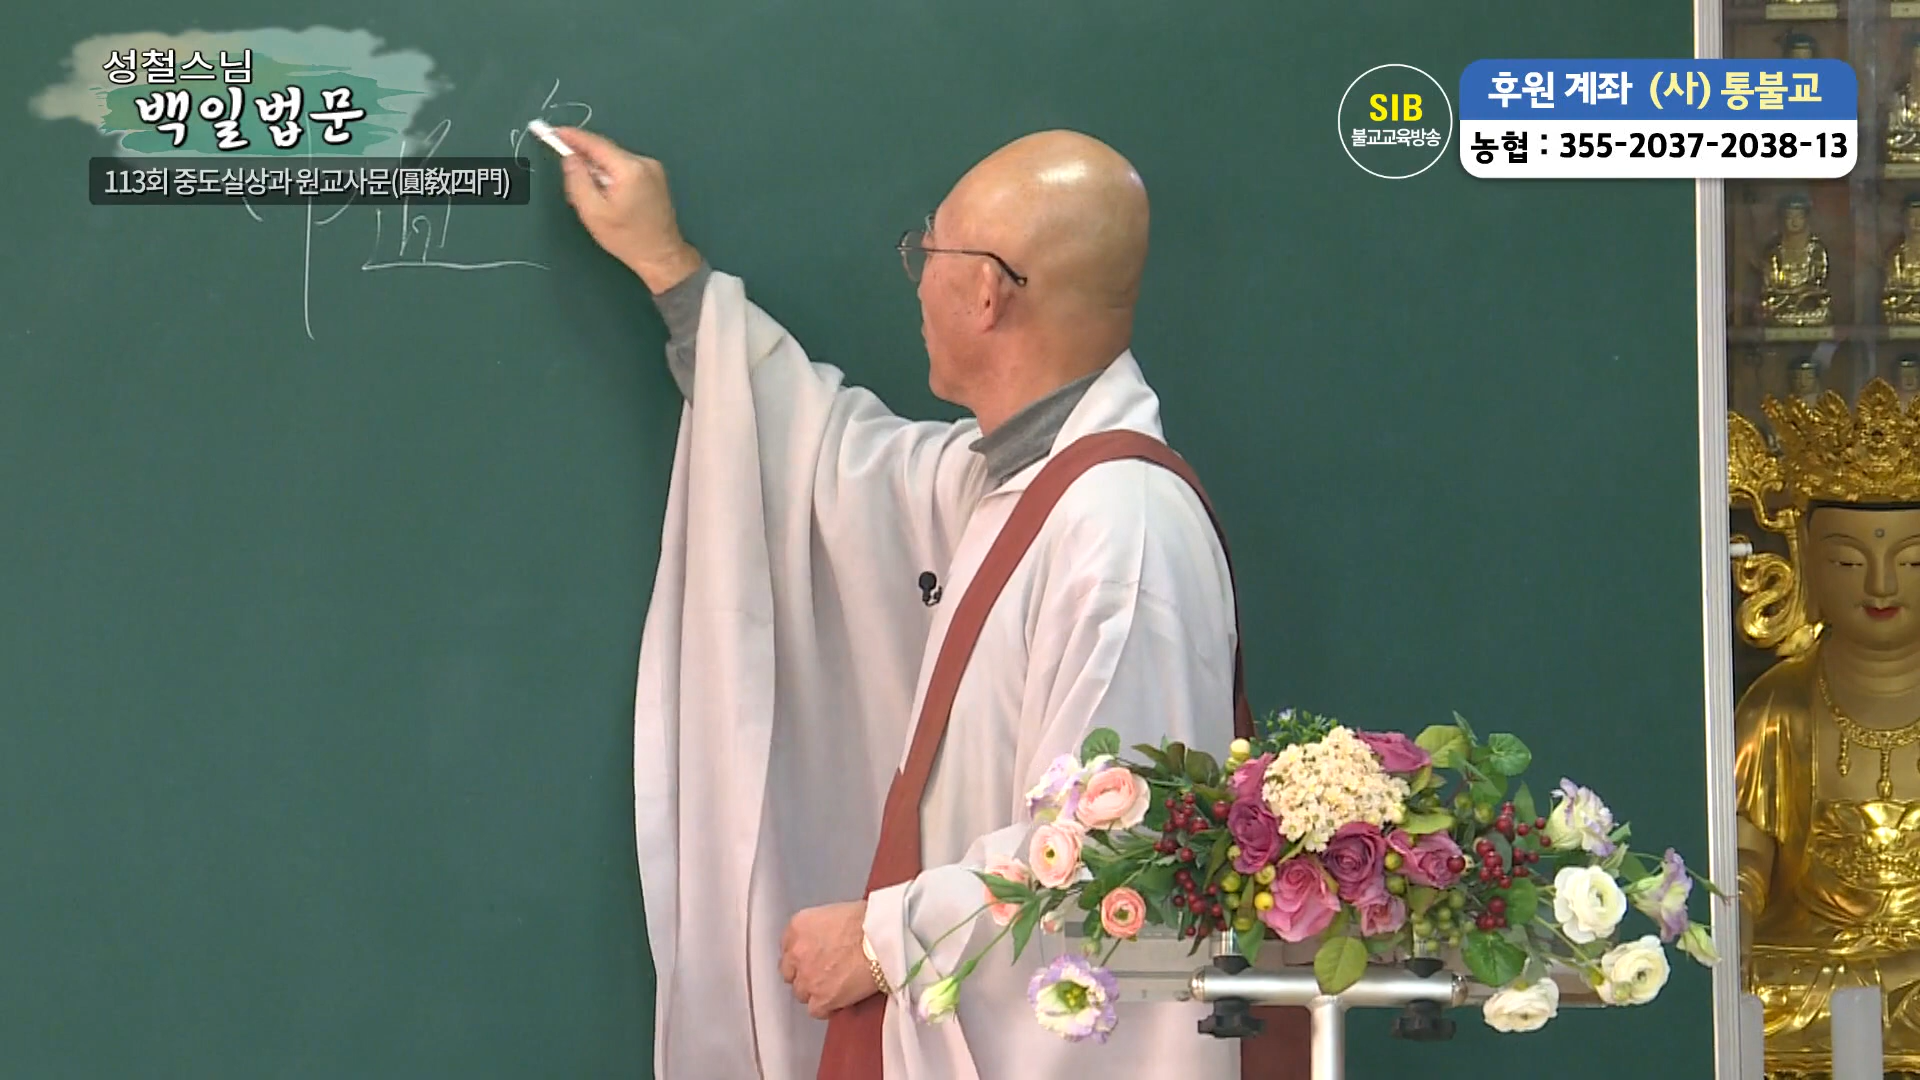 성철스님
백일법문
113회 중도실상과 원교사문(圓敎四門)
SIB
불교교육방송
후원 계좌 (사) 통불교
농협 : 355-2037-2038-13